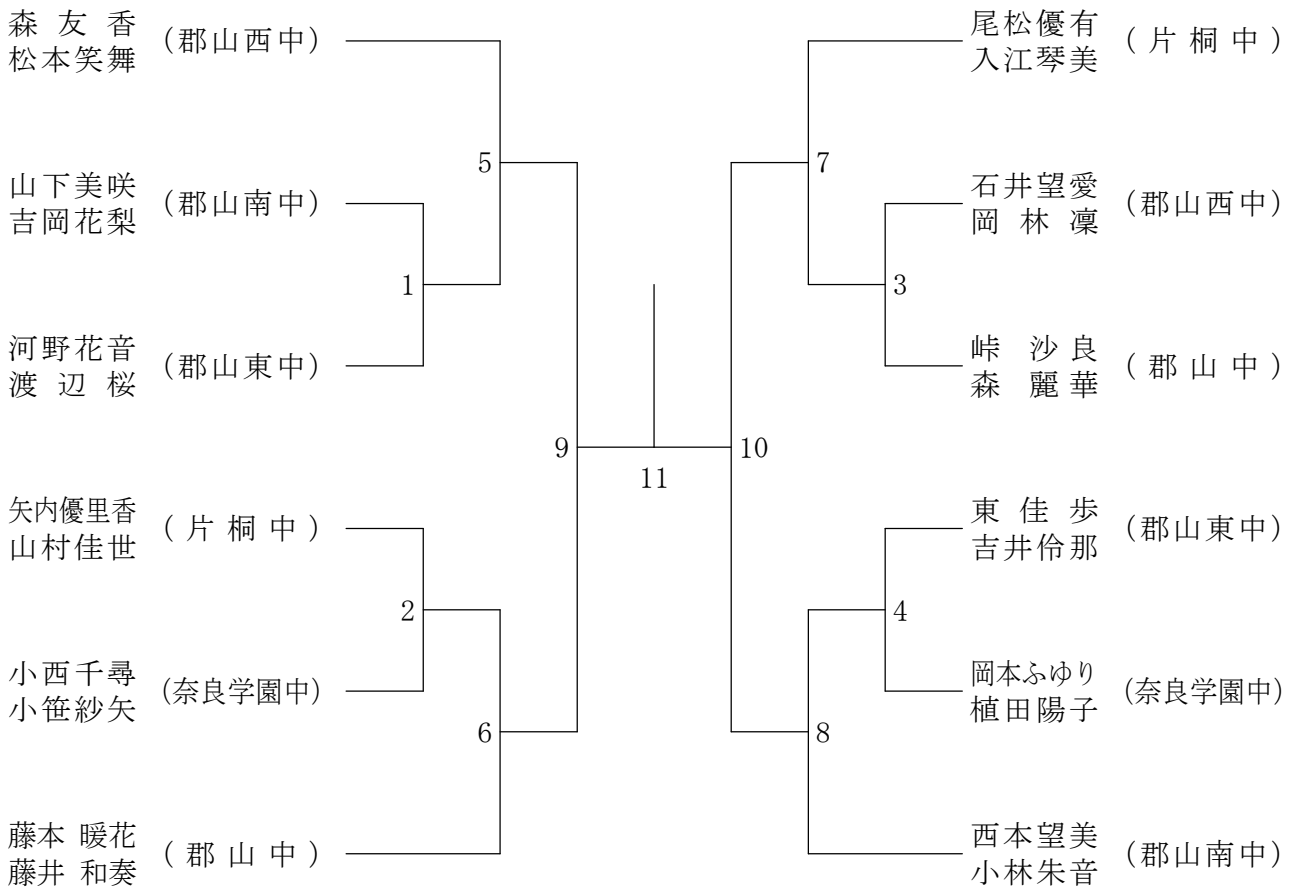 森 友 香
松本笑舞
(郡山西中)
5
山下美咲
吉岡花梨
(郡山南中)
1
河野花音
渡 辺 桜
(郡山東中)
9
矢内優里香
山村佳世
(片桐中)
2
小西千尋
小笹紗矢
(奈良学園中)
6
藤本 暖花
藤井 和奏
(郡山中)
11
尾松優有
入江琴美
(片桐中)
7
石井望愛
岡 林 凜
(郡山西中)
3
峠 沙良
森 麗華
(郡山中)
10
東 佳 歩
吉井伶那
(郡山東中)
4
岡本ふゆり
植田陽子
(奈良学園中)
8
西本望美
小林朱音
(郡山南中)